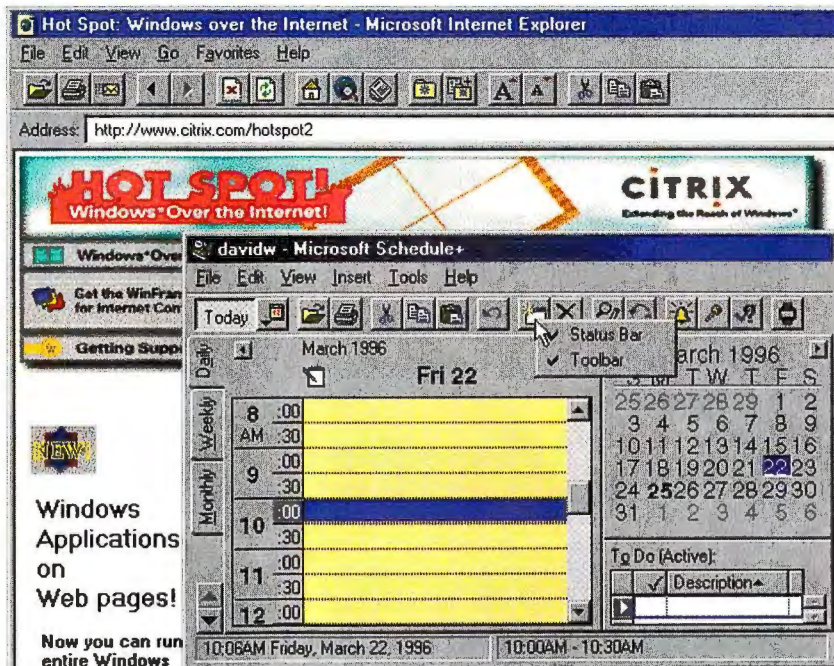 Hot Spot: Windows over the Internet - Microsoft Internet Explorer
File Edit View Go Favorites Help
Address: http://www.citrix.com/hotspot2
HOT SPOT!
Windows*Over the Internet!
CITRIX
Extending the Reach of Windows*
Windows*Over
Get the WinFram
for Internet Con
Getting Suppo
NEW!
Windows
Applications
on
Web pages!
Now you can run
entire Windows
davidw - Microsoft Schedule+
File Edit View Insert Tools Help
Today
Status Bar
Toolbar
Daily
Weekly
Monthly
March 1996
Fri 22
8 :00
AM :30
9 :00
:30
10 :00
:30
11 :00
:30
12 :00
March 1996
S M T W T F S
25 26 27 28 29 1 2
3 4 5 6 7 8 9
10 11 12 13 14 15 16
17 18 19 20 21 22 23
24 25 26 27 28 29 30
31 1 2 3 4 5 6
To Do (Active):
Description
10:06AM Friday, March 22, 1996
10:00AM - 10:30AM